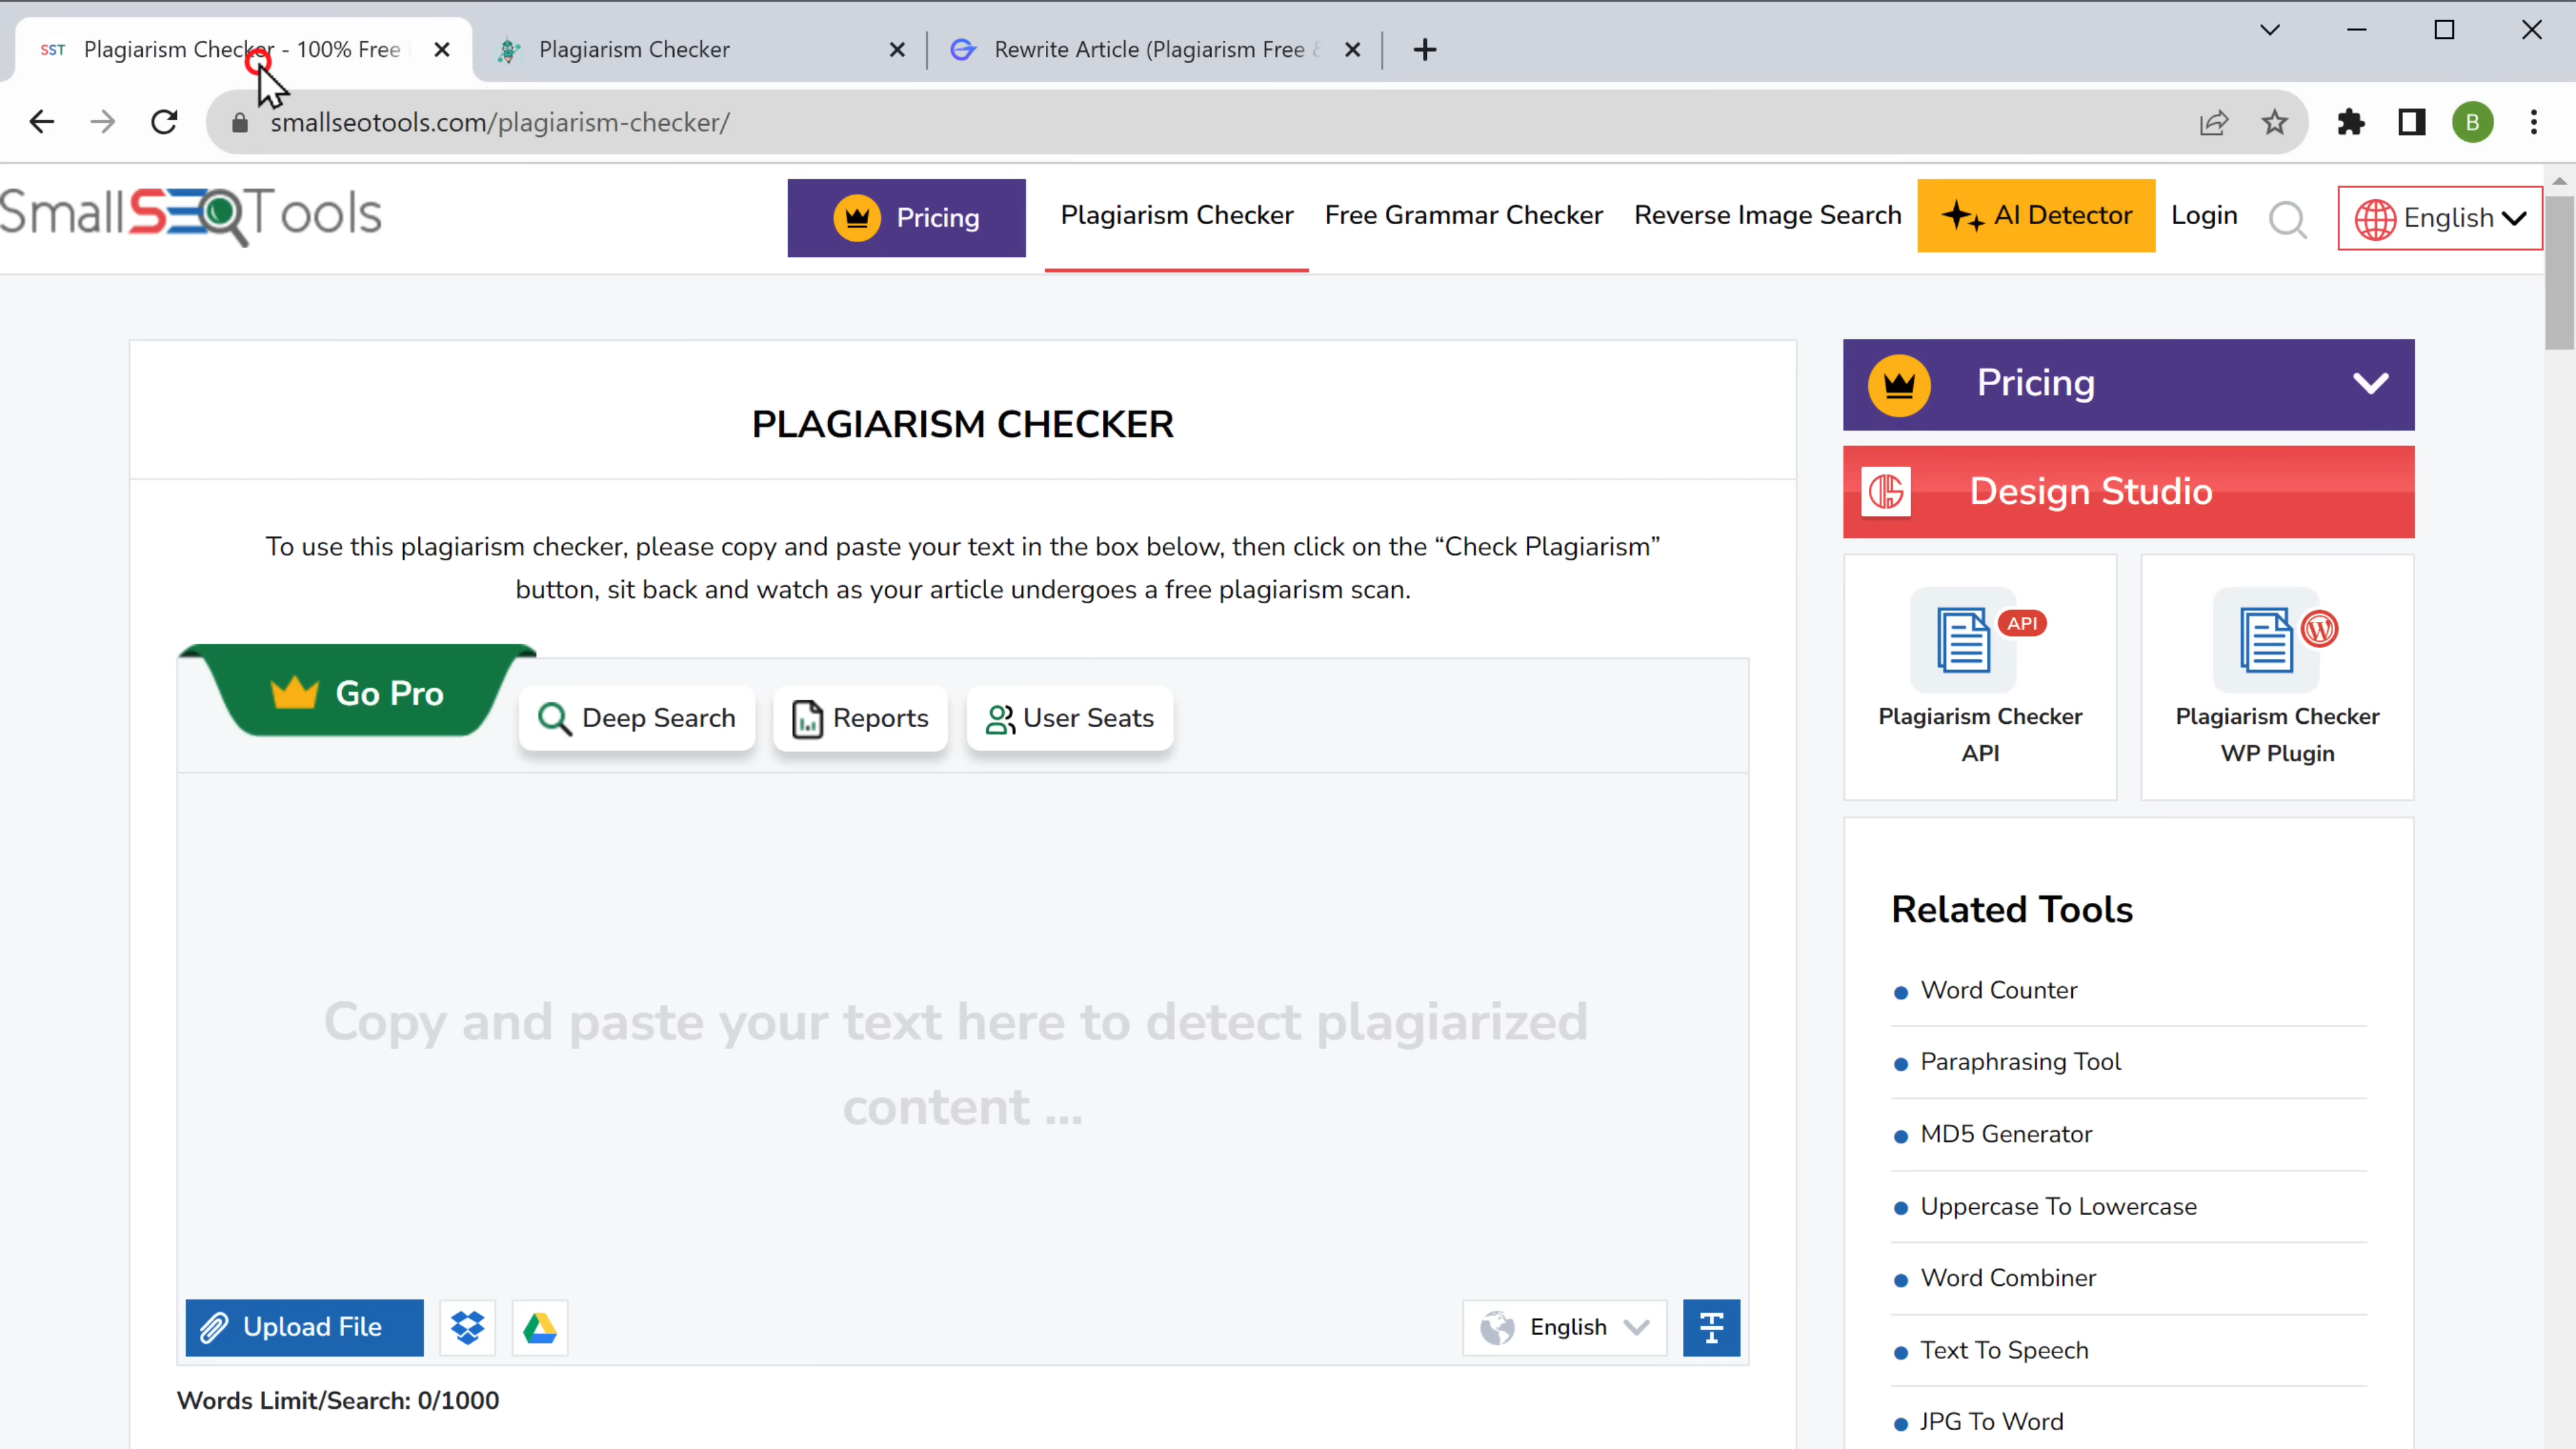 SST Plagiarism Checker - 100% Free
Plagiarism Checker
Rewrite Article (Plagiarism Free &
smallseotools.com/plagiarism-checker/
B
SmallSEOTools
Pricing
Plagiarism Checker
Free Grammar Checker
Reverse Image Search
AI Detector
Login
English
PLAGIARISM CHECKER
To use this plagiarism checker, please copy and paste your text in the box below, then click on the “Check Plagiarism”
button, sit back and watch as your article undergoes a free plagiarism scan.
Go Pro
Deep Search
Reports
User Seats
Copy and paste your text here to detect plagiarized
content ...
Upload File
English
Words Limit/Search: 0/1000
Pricing
Design Studio
API
Plagiarism Checker
API
Plagiarism Checker
WP Plugin
Related Tools
Word Counter
Paraphrasing Tool
MD5 Generator
Uppercase To Lowercase
Word Combiner
Text To Speech
JPG To Word